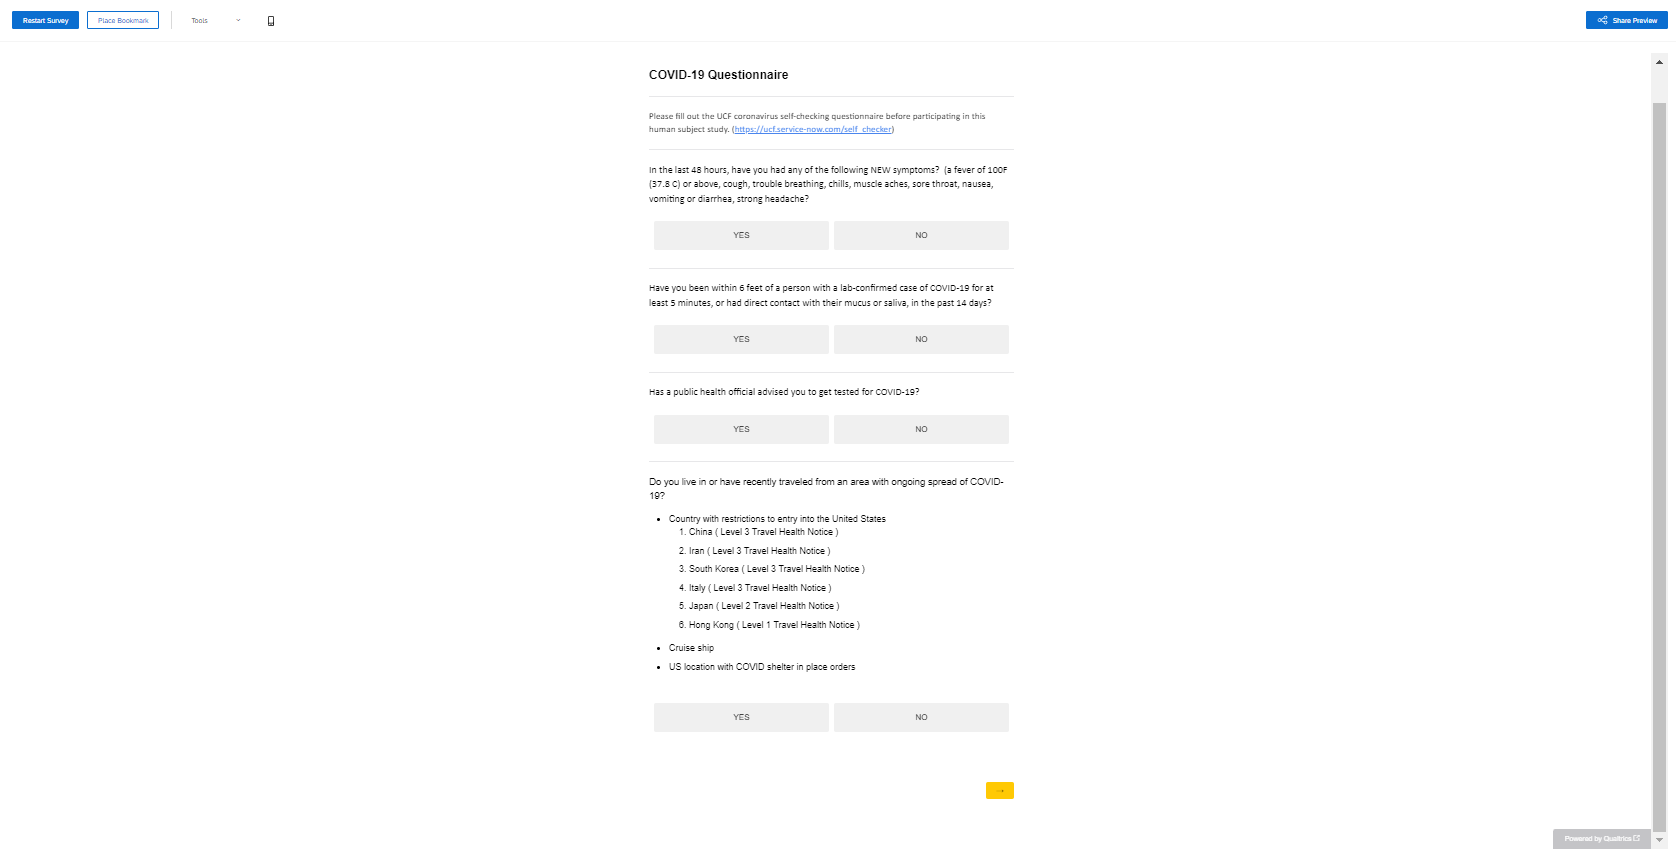 Restart Survey
Place Bookmark
Tools
Share Preview
COVID-19 Questionnaire
Please fill out the UCF coronavirus self-checking questionnaire before participating in this
human subject study. (https://ucf.service-now.com/self_checker)
In the last 48 hours, have you had any of the following NEW symptoms?  (a fever of 100F
(37.8 C) or above, cough, trouble breathing, chills, muscle aches, sore throat, nausea,
vomiting or diarrhea, strong headache?
YES NO
Have you been within 6 feet of a person with a lab-confirmed case of COVID-19 for at
least 5 minutes, or had direct contact with their mucus or saliva, in the past 14 days?
YES NO
Has a public health official advised you to get tested for COVID-19?
YES NO
Do you live in or have recently traveled from an area with ongoing spread of COVID-
19?
• Country with restrictions to entry into the United States
1. China ( Level 3 Travel Health Notice )
2. Iran ( Level 3 Travel Health Notice )
3. South Korea ( Level 3 Travel Health Notice )
4. Italy ( Level 3 Travel Health Notice )
5. Japan ( Level 2 Travel Health Notice )
6. Hong Kong ( Level 1 Travel Health Notice )
• Cruise ship
• US location with COVID shelter in place orders
YES NO
→
Powered by Qualtrics